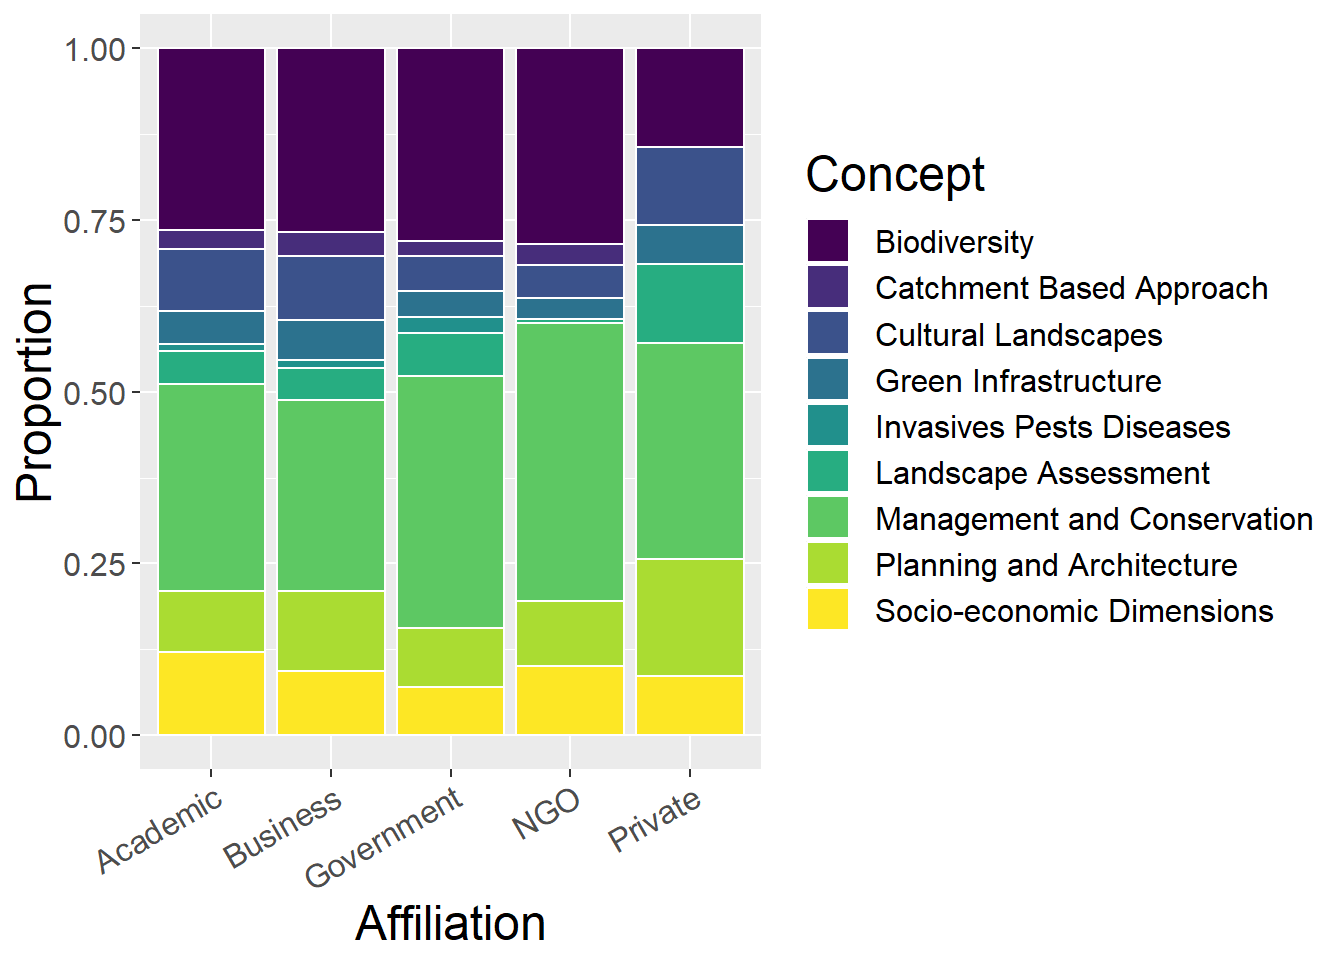 Proportion
1.00
0.75
0.50
0.25
0.00
Academic
Business
Government
NGO
Private
Affiliation
Concept
Biodiversity
Catchment Based Approach
Cultural Landscapes
Green Infrastructure
Invasives Pests Diseases
Landscape Assessment
Management and Conservation
Planning and Architecture
Socio-economic Dimensions